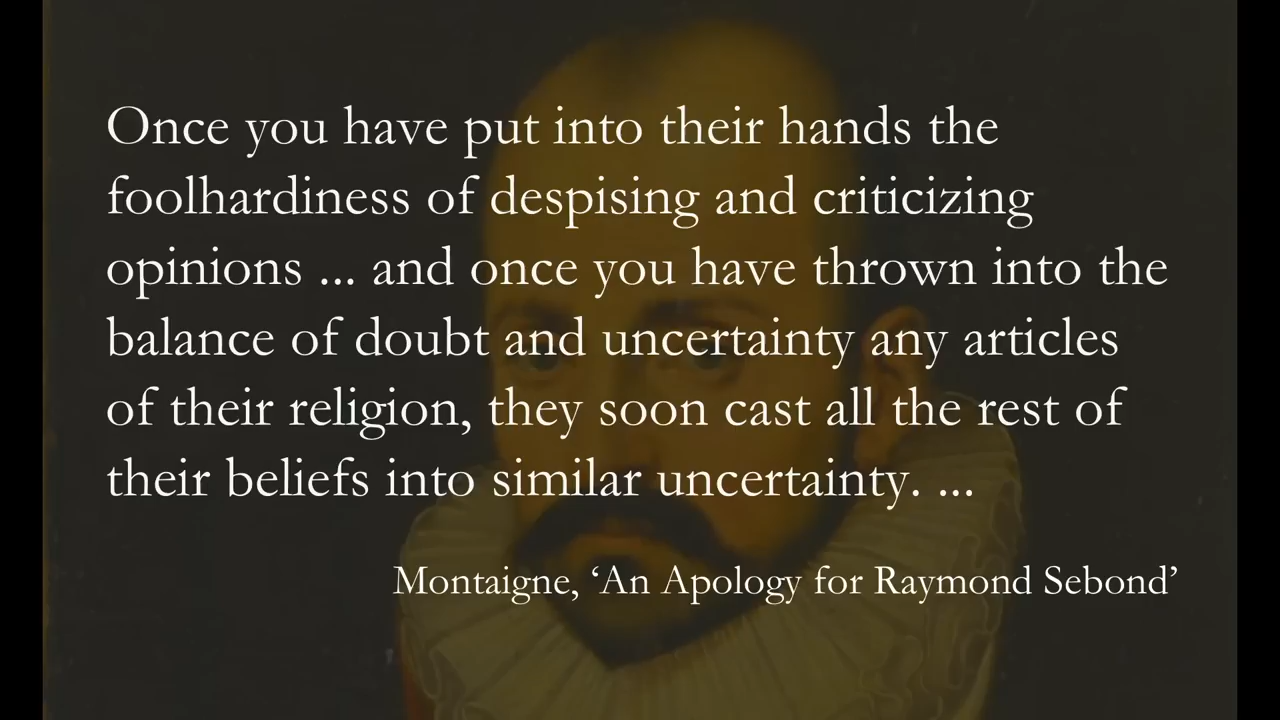 Once you have put into their hands the
foolhardiness of despising and criticizing
opinions ... and once you have thrown into the
balance of doubt and uncertainty any articles
of their religion, they soon cast all the rest of
their beliefs into similar uncertainty. ...
Montaigne, ‘An Apology for Raymond Sebond’